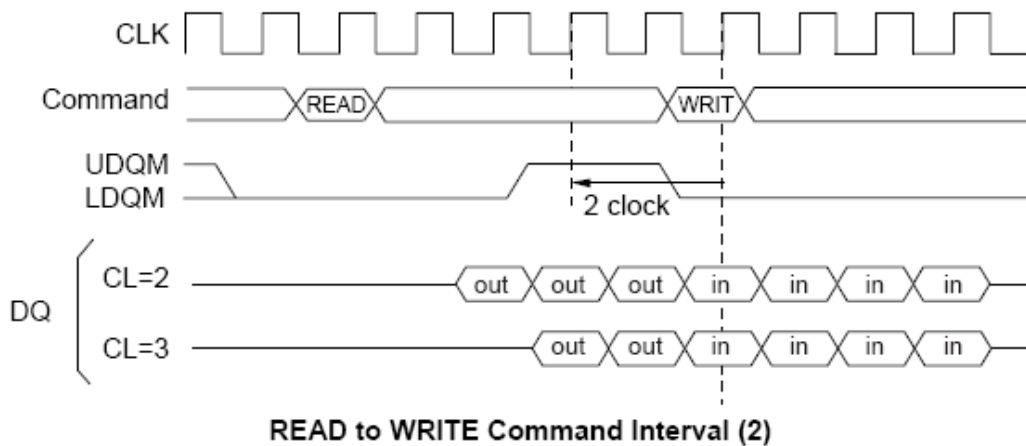 CLK
Command READ WRIT
UDQM
LDQM
2 clock
DQ
CL=2 out out out in in in in
CL=3 out out in in in in
READ to WRITE Command Interval (2)